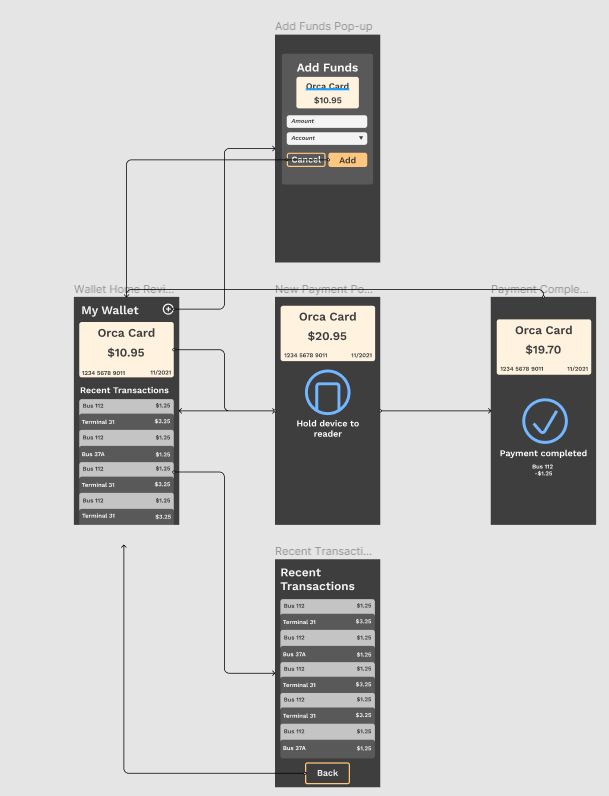 Add Funds Pop-up
Add Funds
Orca Card
$10.95
Amount
Account
Cancel
Add
Wallet Home Revi...
My Wallet
Orca Card
$10.95
1234 5678 9011 11/2021
Recent Transactions
Bus 112 $1.25
Terminal 31 $3.25
Bus 112 $1.25
Bus 37A $1.25
Bus 112 $1.25
Terminal 31 $3.25
Bus 112 $1.25
Terminal 31 $3.25
New Payment Po...
Orca Card
$20.95
1234 5678 9011 11/2021
Hold device to
reader
Payment Comple...
Orca Card
$19.70
1234 5678 9011 11/2021
Payment completed
Bus 112
-$1.25
Recent Transacti...
Recent
Transactions
Bus 112 $1.25
Terminal 31 $3.25
Bus 112 $1.25
Bus 37A $1.25
Bus 112 $1.25
Terminal 31 $3.25
Bus 112 $1.25
Terminal 31 $3.25
Bus 112 $1.25
Bus 37A $1.25
Back